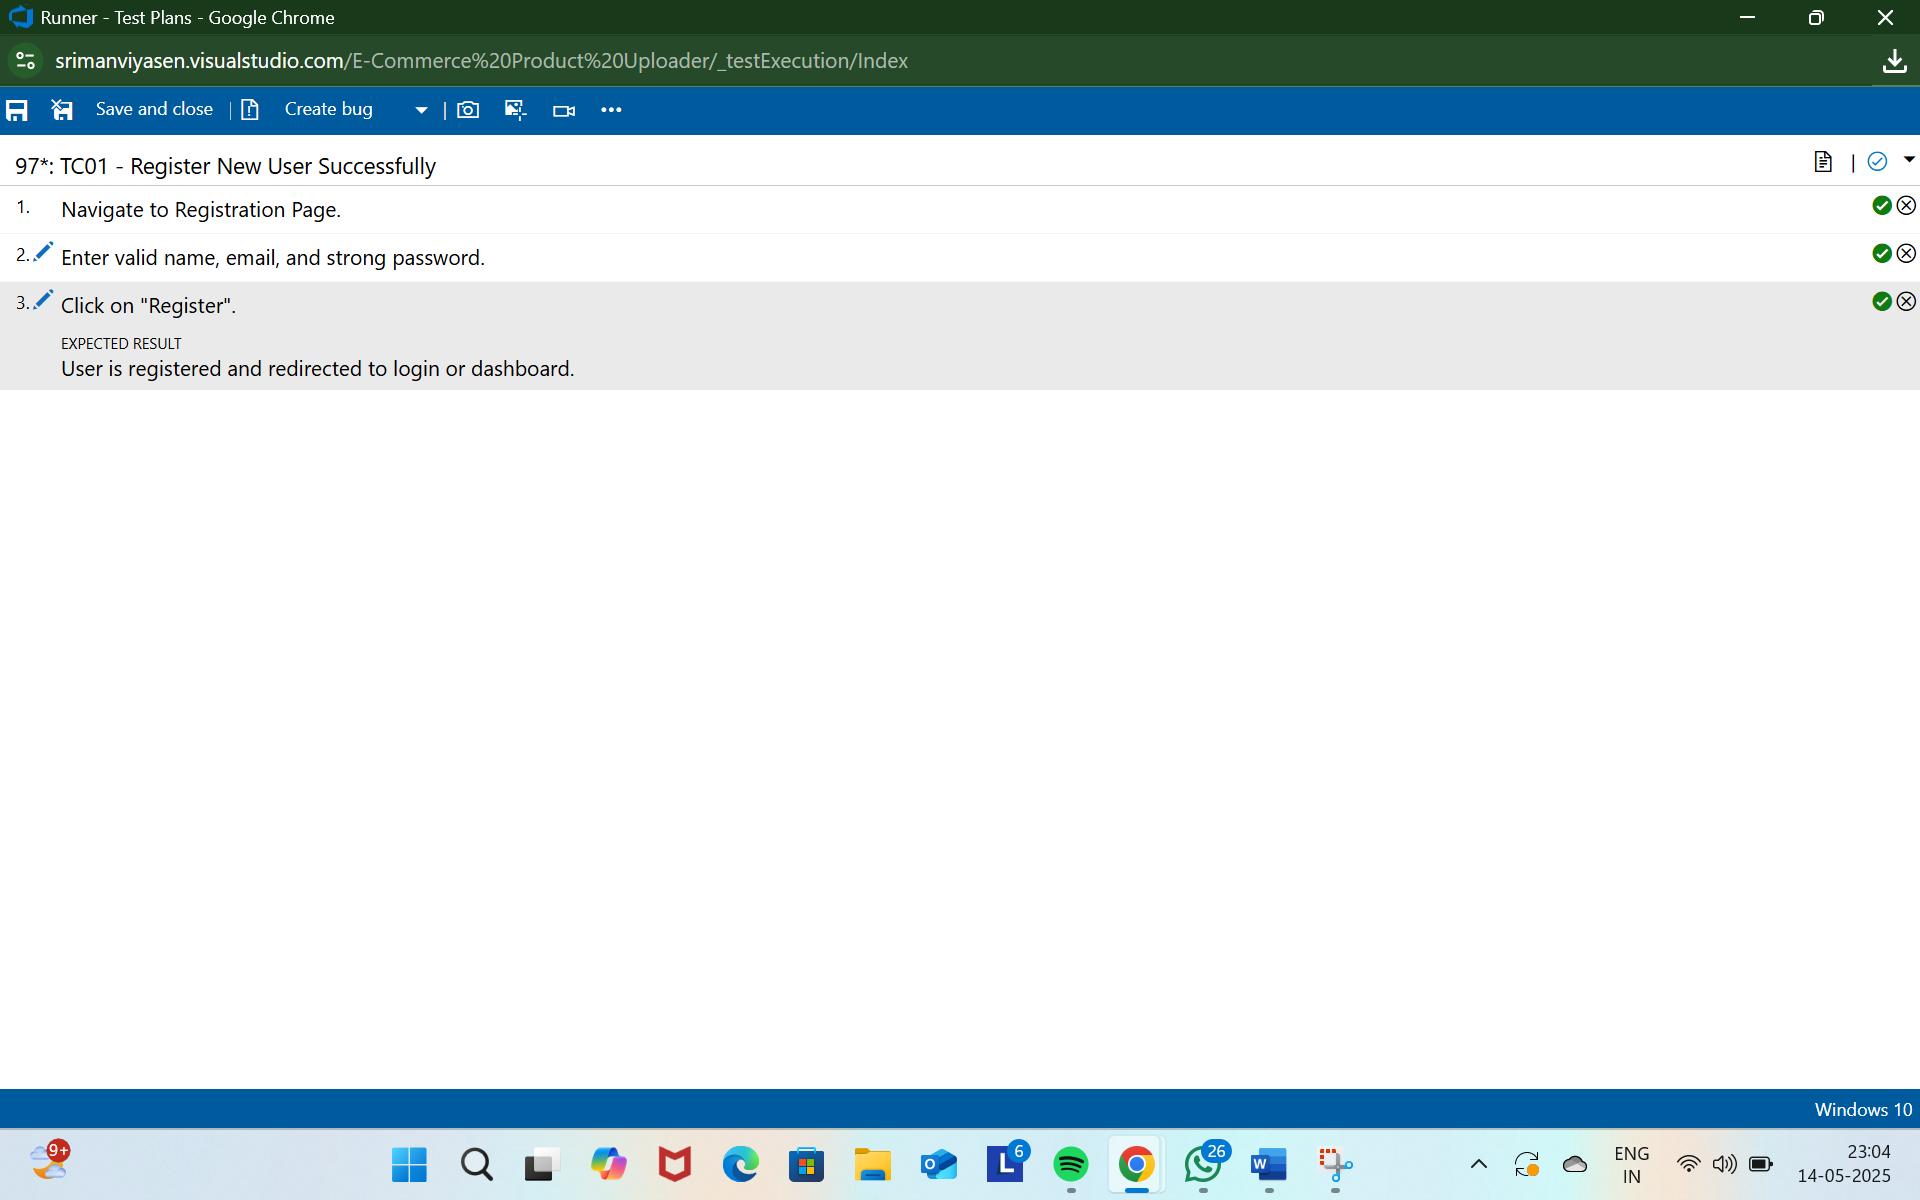 Runner - Test Plans - Google Chrome
srimanviyasen.visualstudio.com/E-Commerce%20Product%20Uploader/_testExecution/Index
Save and close | Create bug |
97*: TC01 - Register New User Successfully |
1. Navigate to Registration Page.
2. Enter valid name, email, and strong password.
3. Click on "Register".
EXPECTED RESULT
User is registered and redirected to login or dashboard.
Windows 10
9+
L 6
26
W
ENG
IN
23:04
14-05-2025